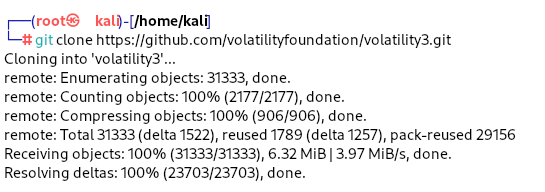 ┌──(root㉿kali)-[/home/kali]
└─# git clone https://github.com/volatilityfoundation/volatility3.git
Cloning into 'volatility3'...
remote: Enumerating objects: 31333, done.
remote: Counting objects: 100% (2177/2177), done.
remote: Compressing objects: 100% (906/906), done.
remote: Total 31333 (delta 1522), reused 1789 (delta 1257), pack-reused 29156
Receiving objects: 100% (31333/31333), 6.32 MiB | 3.97 MiB/s, done.
Resolving deltas: 100% (23703/23703), done.